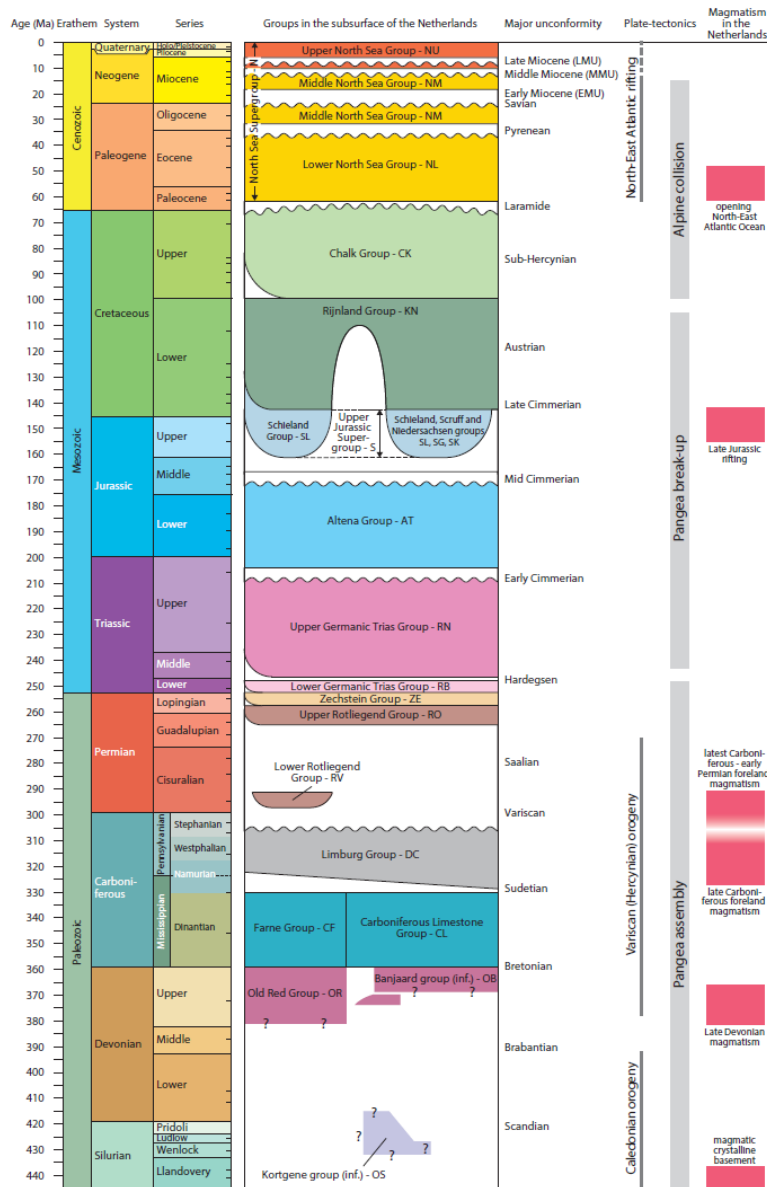 Age (Ma) Erathem System Series Groups in the subsurface of the Netherlands Major unconformity Plate-tectonics
Magmatism
in the
Netherlands
0
10
20
30
40
50
60
70
80
90
100
110
120
130
140
150
160
170
180
190
200
210
220
230
240
250
260
270
280
290
300
310
320
330
340
350
360
370
380
390
400
410
420
430
440
Cenozoic
Mesozoic
Paleozoic
Quaternary
Neogene
Paleogene
Cretaceous
Jurassic
Triassic
Permian
Carboni-
ferous
Devonian
Silurian
Holo/Pleistocene
Pliocene
Miocene
Oligocene
Eocene
Paleocene
Upper
Lower
Upper
Middle
Lower
Upper
Middle
Lower
Lopingian
Guadalupian
Cisuralian
Pennsylvanian
Mississippian
Stephanian
Westphalian
Namurian
Dinantian
Upper
Middle
Lower
Pridoli
Ludlow
Wenlock
Llandovery
North Sea Supergroup - N
Upper North Sea Group - NU
Middle North Sea Group - NM
Middle North Sea Group - NM
Lower North Sea Group - NL
Chalk Group - CK
Rijnland Group - KN
Schieland
Group - SL
Upper
Jurassic
Super-
group - S
Schieland, Scruff and
Niedersachsen groups
SL, SG, SK
Altena Group - AT
Upper Germanic Trias Group - RN
Lower Germanic Trias Group - RB
Zechstein Group - ZE
Upper Rotliegend Group - RO
Lower Rotliegend
Group - RV
Limburg Group - DC
Farne Group - CF
Carboniferous Limestone
Group - CL
Old Red Group - OR
Banjaard group (inf.) - OB
? ?
? ?
?
?
?
?
Kortgene group (inf.) - OS
Late Miocene (LMU)
Middle Miocene (MMU)
Early Miocene (EMU)
Savian
Pyrenean
Laramide
Sub-Hercynian
Austrian
Late Cimmerian
Mid Cimmerian
Early Cimmerian
Hardegsen
Saalian
Variscan
Sudetian
Bretonian
Brabantian
Scandian
North-East Atlantic rifting
Alpine collision
Pangea break-up
Variscan (Hercynian) orogeny
Pangea assembly
Caledonian orogeny
opening
North-East
Atlantic Ocean
Late Jurassic
rifting
latest Carboni-
ferous - early
Permian foreland
magmatism
late Carboni-
ferous foreland
magmatism
Late Devonian
magmatism
magmatic
crystalline
basement